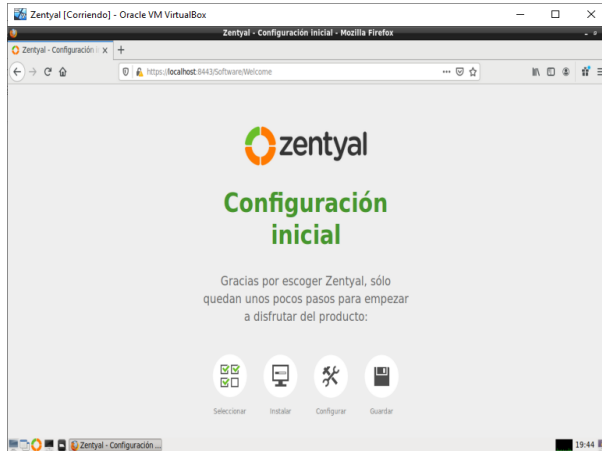 Zentyal [Corriendo] - Oracle VM VirtualBox
Zentyal - Configuración inicial - Mozilla Firefox
Zentyal - Configuración i
https://localhost:8443/Software/Welcome
zentyal
Configuración
inicial
Gracias por escoger Zentyal, sólo
quedan unos pocos pasos para empezar
a disfrutar del producto:
Seleccionar Instalar Configurar Guardar
Zentyal - Configuración ...
19:44